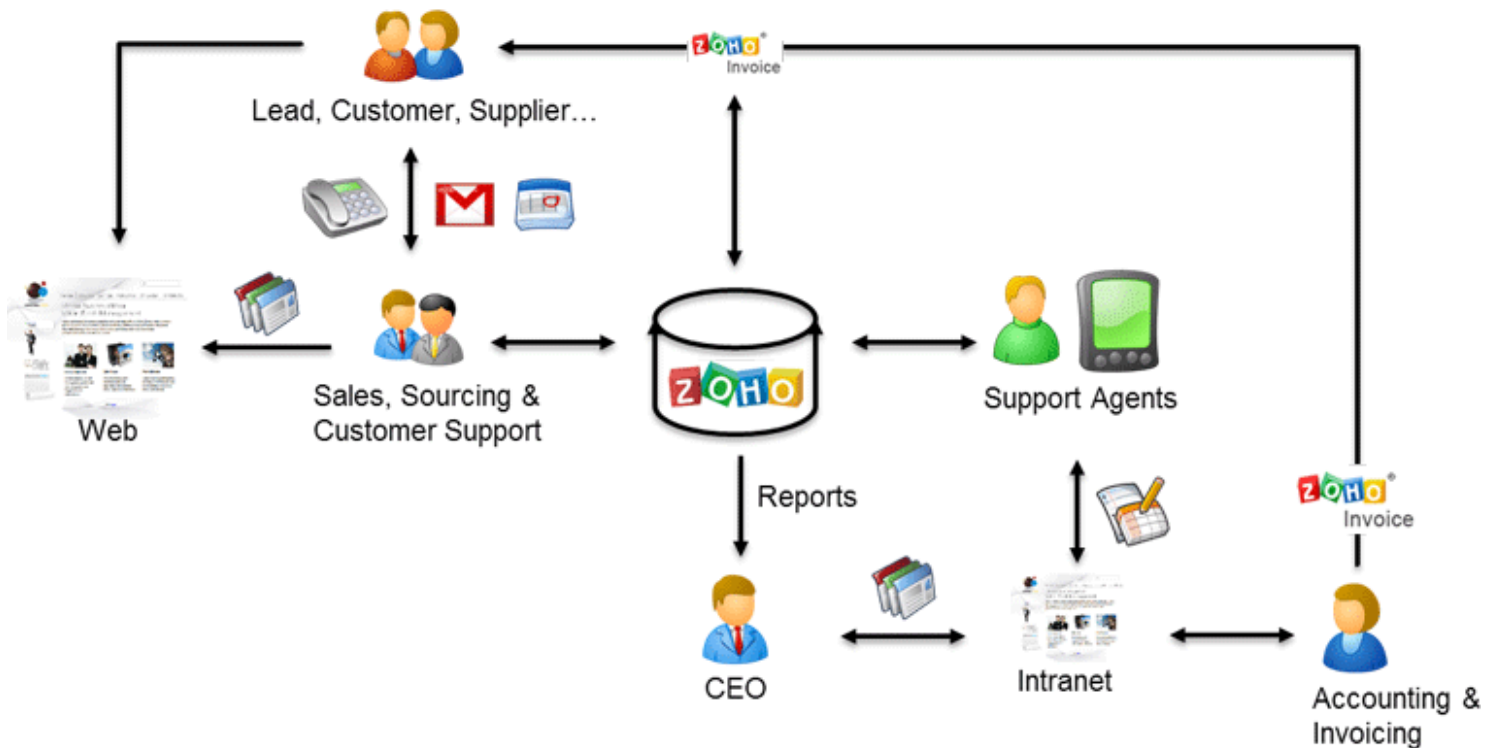 ZOHO®
Invoice
Lead, Customer, Supplier...
Web
Sales, Sourcing &
Customer Support
ZOHO
Support Agents
Reports
ZOHO®
Invoice
CEO
Intranet
Accounting &
Invoicing